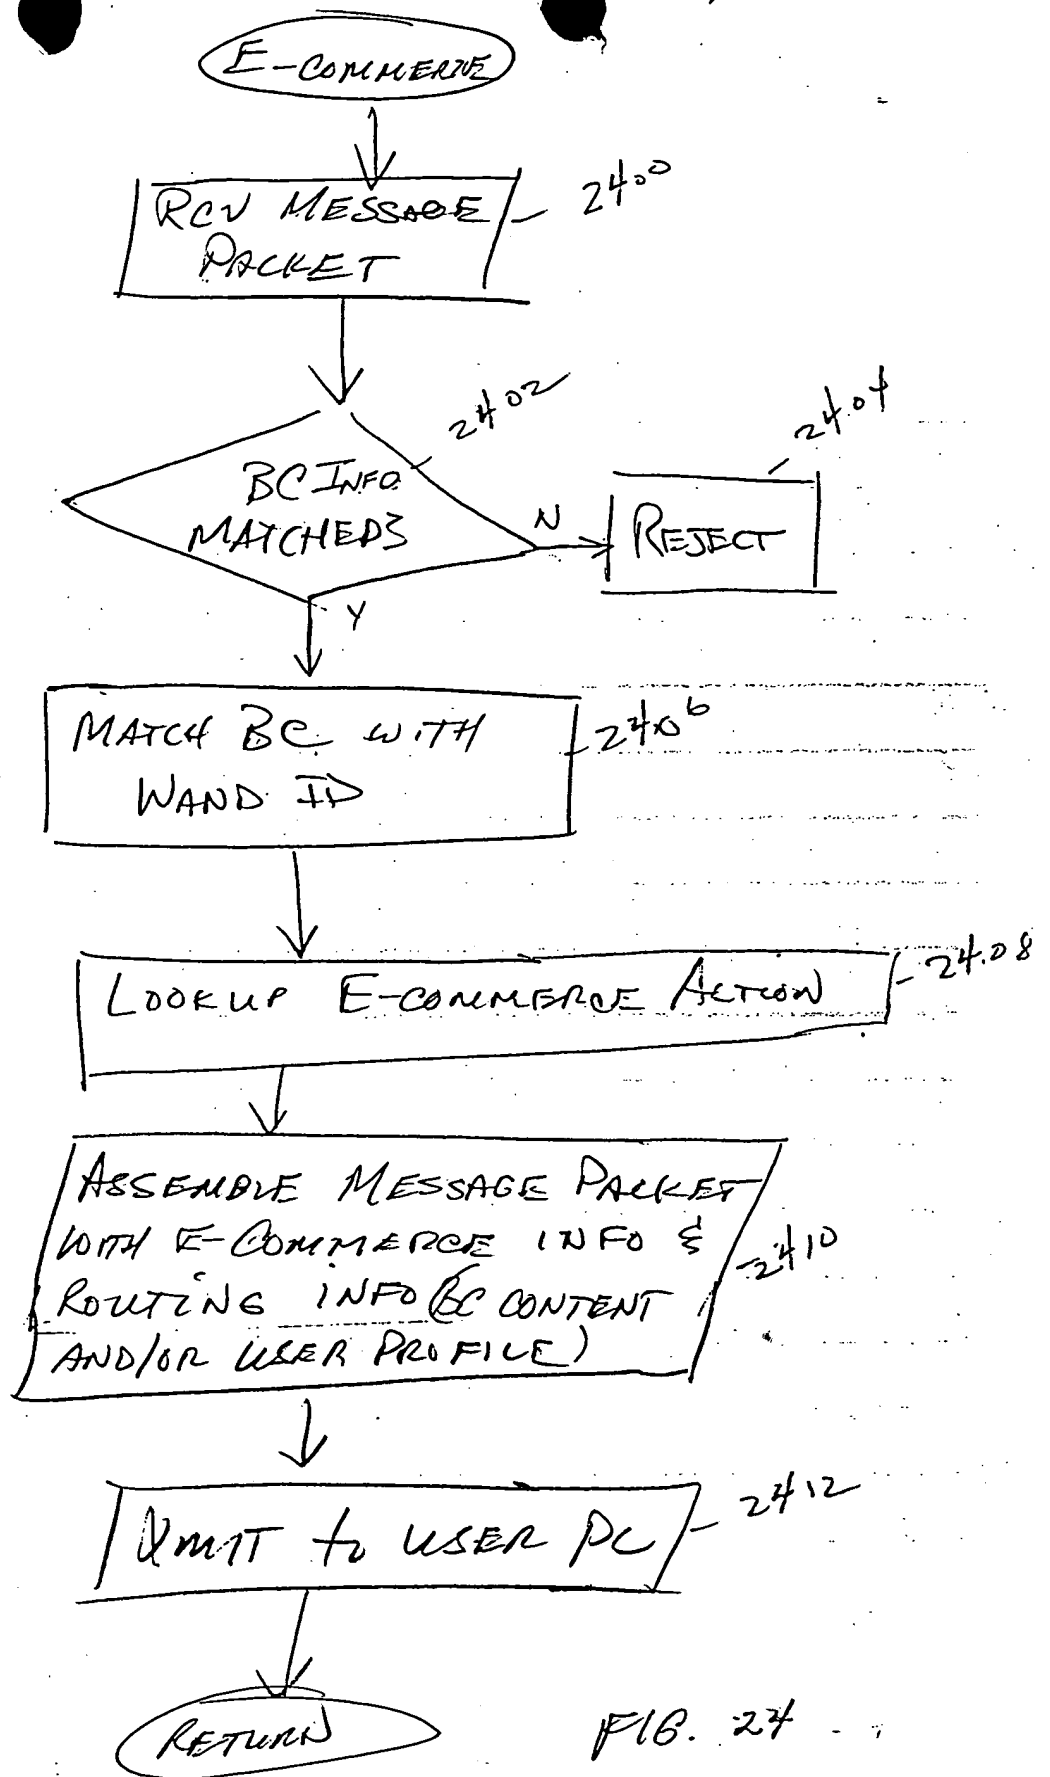 E-COMMERCE
RCV MESSAGE
PACKET
2400
2402
2404
BC INFO
MATCHED?
N
REJECT
Y
MATCH BC WITH
WAND ID
2406
LOOKUP E-COMMERCE ACTION
2408
ASSEMBLE MESSAGE PACKET
WITH E-COMMERCE INFO &
ROUTING INFO (BC CONTENT
AND/OR USER PROFILE)
2410
XMIT to USER PC
2412
RETURN
FIG. 24